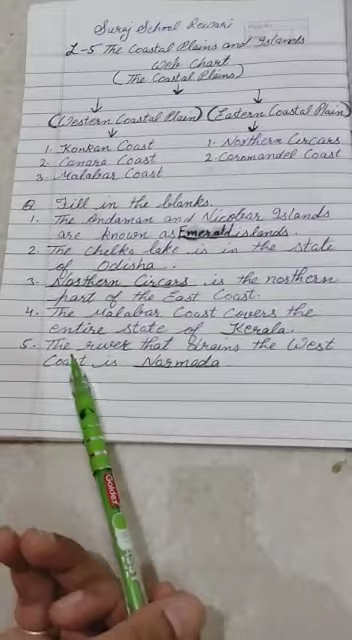 Suraj School Rewari
L-5 The Coastal Plains and Islands
Web Chart
(The Coastal Plains)
(Western Coastal Plain) (Eastern Coastal Plain)
1. Konkan Coast 1. Northern Circars
2. Canara Coast 2. Coromandel Coast
3. Malabar Coast
Q Fill in the blanks.
1. The Andaman and Nicobar Islands
are known as Emerald islands.
2. The chilka lake is in the state
of Odisha.
3. Northern Circars is the northern
part of the East Coast.
4. The Malabar Coast covers the
entire state of Kerala.
5. The river that drains the West
Coast is Narmada.
Goldex